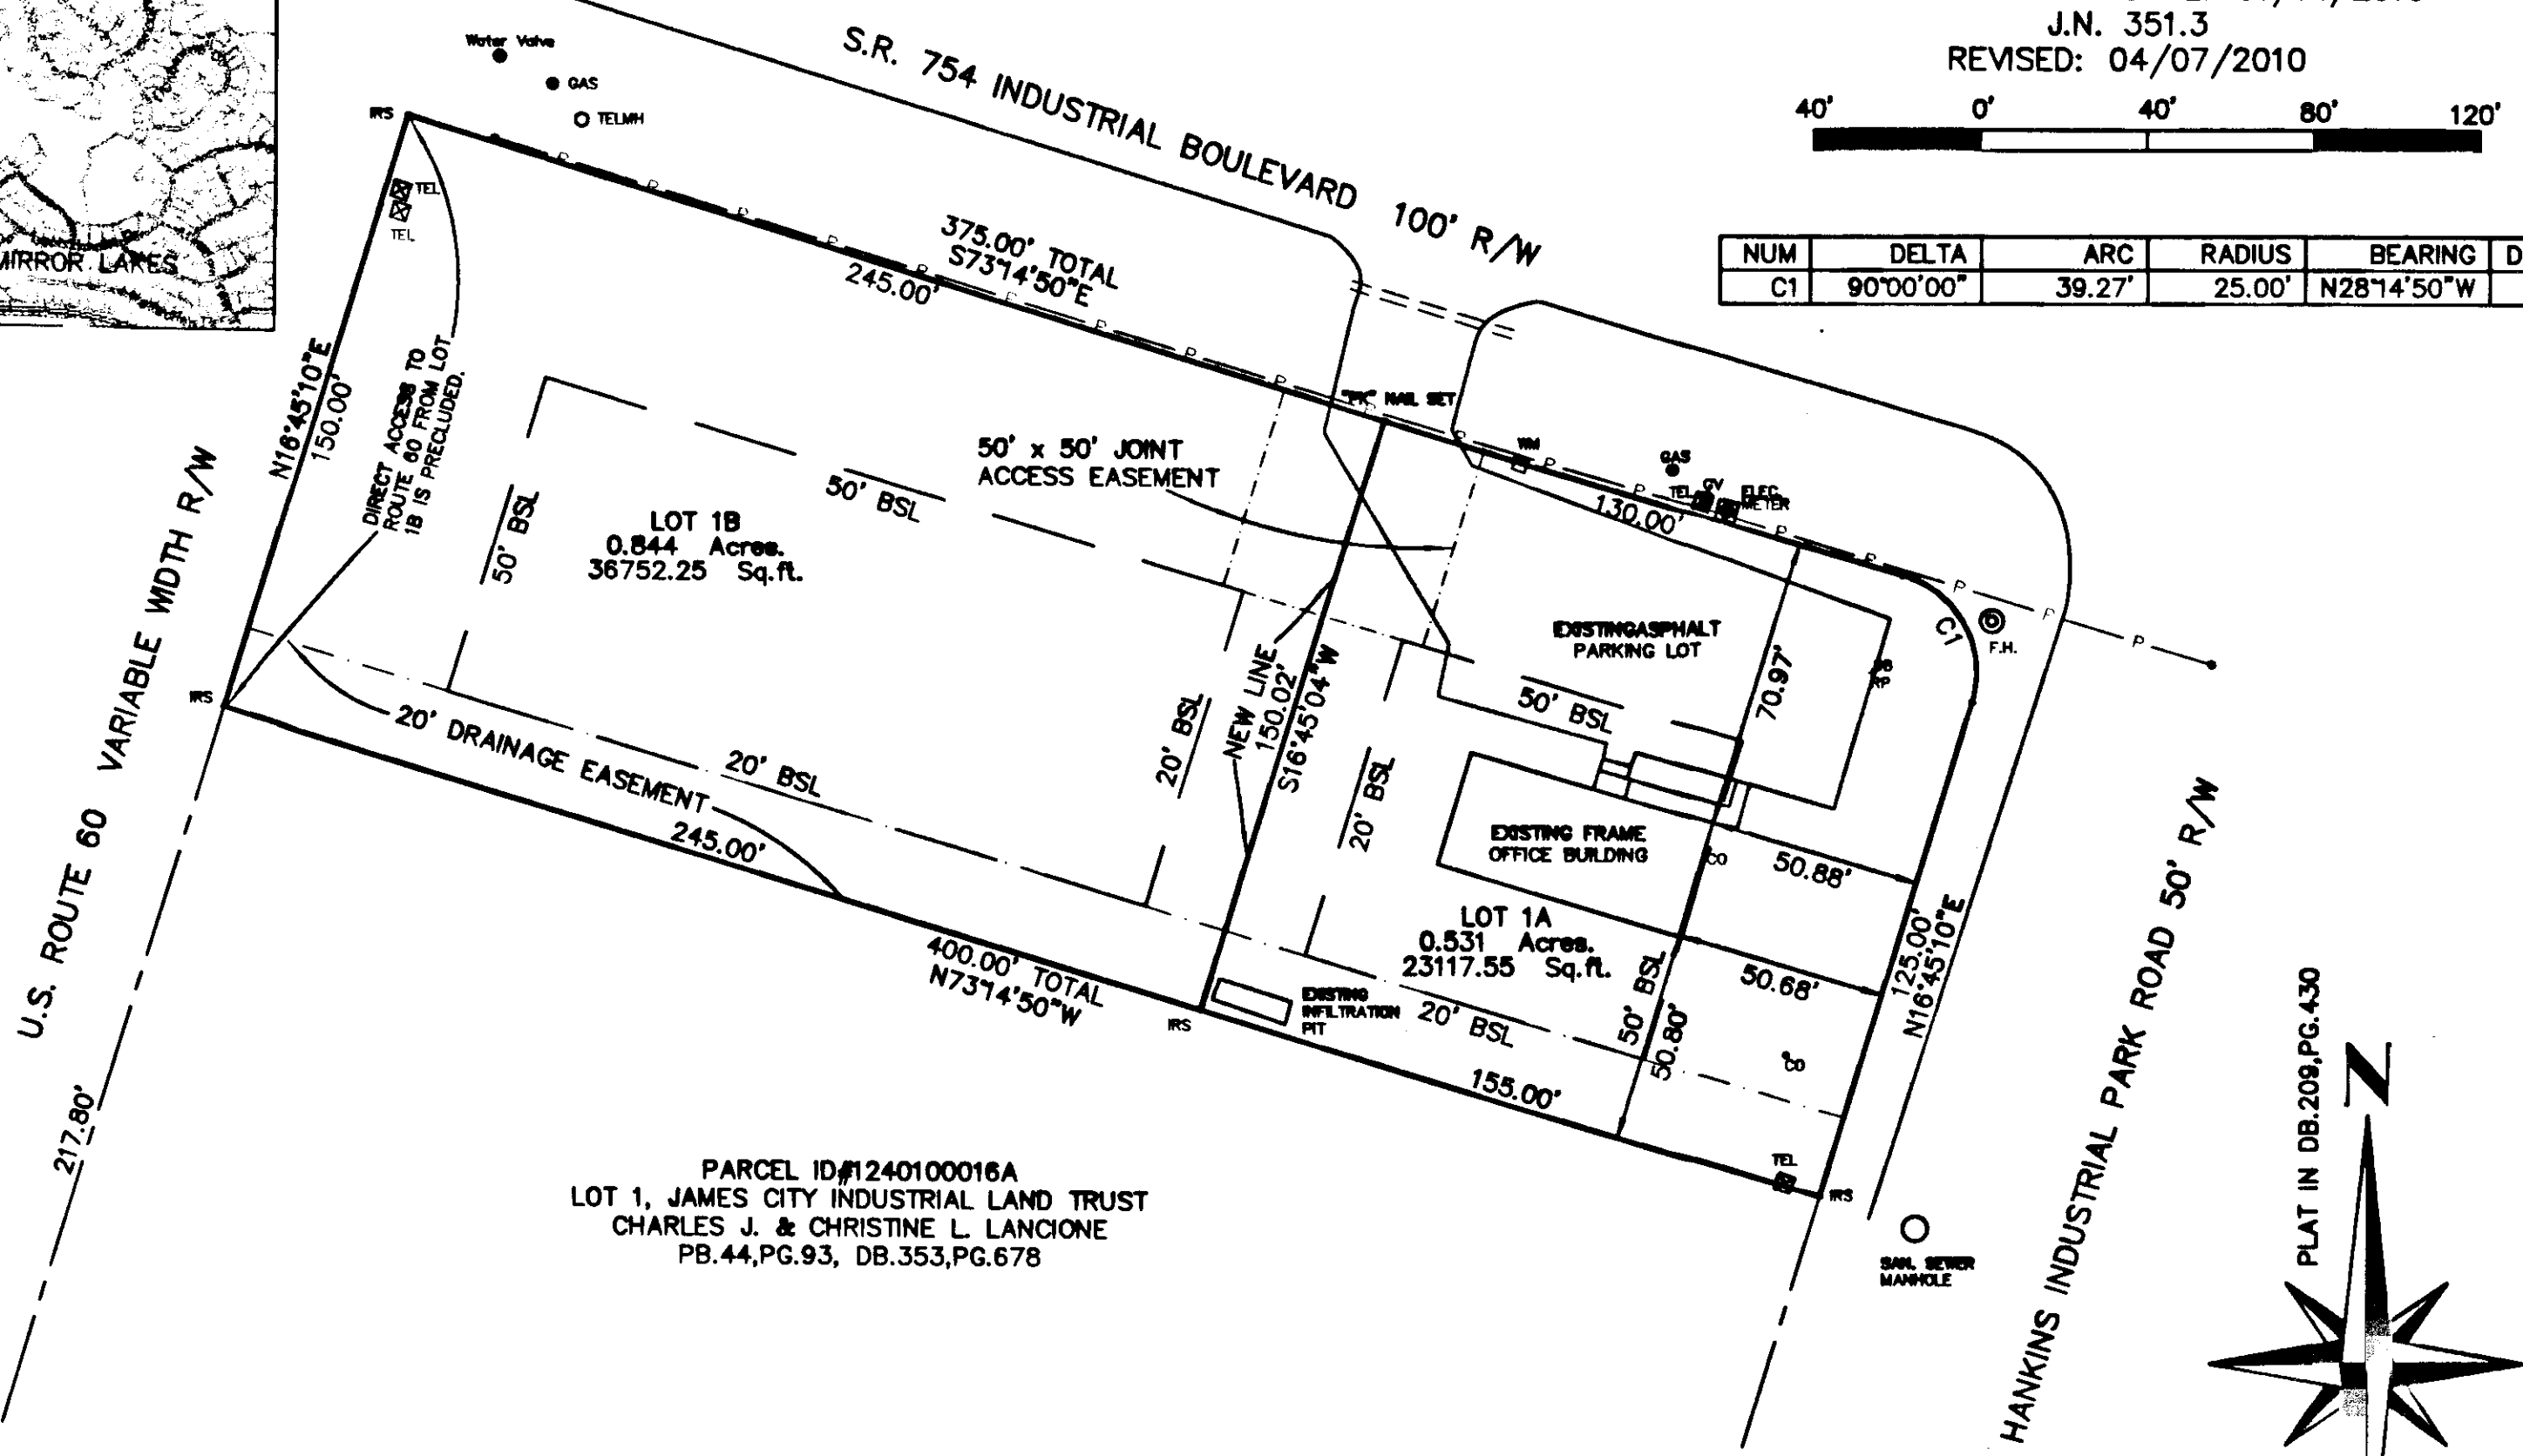 J.N. 351.3
REVISED: 04/07/2010
40' 0' 40' 80' 120'
NUM DELTA ARC RADIUS BEARING D
C1 90°00'00" 39.27' 25.00' N28°14'50"W
MIRROR LAKES
Water Valve
GAS
TELMH
IRS
TEL
TEL
S.R. 754 INDUSTRIAL BOULEVARD 100' R/W
375.00' TOTAL
S73°14'50"E
245.00'
N16°45'10"E
150.00'
DIRECT ACCESS TO
ROUTE 60 FROM LOT
1B IS PRECLUDED.
U.S. ROUTE 60 VARIABLE WIDTH R/W
217.80'
IRS
50' BSL
50' BSL
LOT 1B
0.844 Acres.
36752.25 Sq.ft.
50' x 50' JOINT
ACCESS EASEMENT
"PK" NAIL SET
WM
GAS
TEL
GV
ELEC
METER
130.00'
P P P P P P P P P P P P P P P P P P
EXISTINGASPHALT
PARKING LOT
C1
F.H.
70.97'
50' BSL
20' DRAINAGE EASEMENT
20' BSL
245.00'
20' BSL
NEW LINE
150.02'
S16°45'04"W
20' BSL
EXISTING FRAME
OFFICE BUILDING
CO
50.88'
LOT 1A
0.531 Acres.
23117.55 Sq.ft.
50.68'
125.00'
N16°45'10"E
50' BSL
50.80'
CO
400.00' TOTAL
N73°14'50"W
IRS
EXISTING
INFILTRATION
PIT
20' BSL
155.00'
TEL
IRS
SAN. SEWER
MANHOLE
HANKINS INDUSTRIAL PARK ROAD 50' R/W
PARCEL ID#1240100016A
LOT 1, JAMES CITY INDUSTRIAL LAND TRUST
CHARLES J. & CHRISTINE L. LANCIONE
PB.44,PG.93, DB.353,PG.678
PLAT IN DB.209,PG.430
N